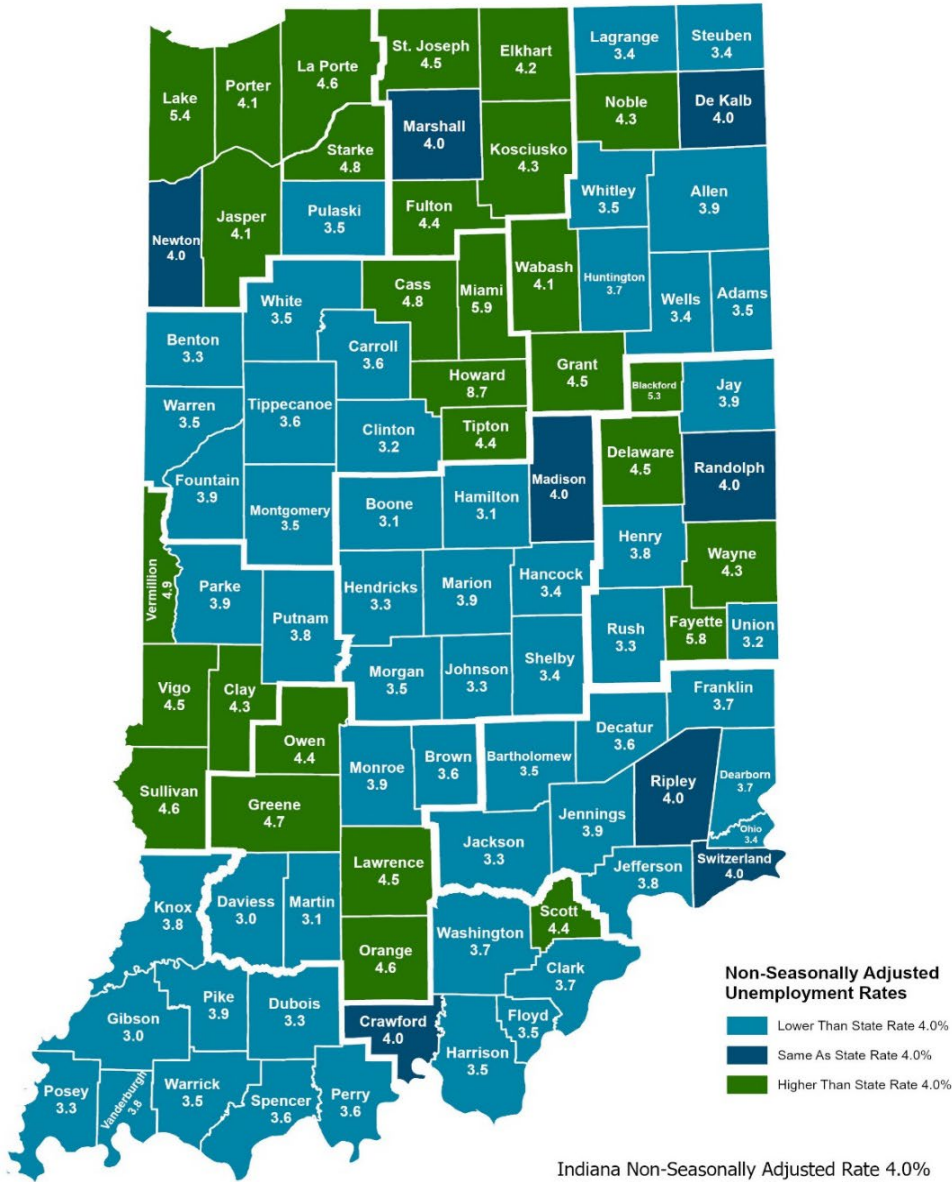 Lagrange
3.4
Steuben
3.4
St. Joseph
4.5
Elkhart
4.2
La Porte
4.6
Porter
4.1
Lake
5.4
Noble
4.3
De Kalb
4.0
Marshall
4.0
Kosciusko
4.3
Starke
4.8
Whitley
3.5
Allen
3.9
Newton
4.0
Jasper
4.1
Pulaski
3.5
Fulton
4.4
Wabash
4.1
Huntington
3.7
Wells
3.4
Adams
3.5
White
3.5
Cass
4.8
Miami
5.9
Benton
3.3
Carroll
3.6
Howard
8.7
Grant
4.5
Blackford
5.3
Jay
3.9
Warren
3.5
Tippecanoe
3.6
Clinton
3.2
Tipton
4.4
Delaware
4.5
Randolph
4.0
Madison
4.0
Fountain
3.9
Montgomery
3.5
Boone
3.1
Hamilton
3.1
Henry
3.8
Wayne
4.3
Vermillion
4.9
Parke
3.9
Putnam
3.8
Hendricks
3.3
Marion
3.9
Hancock
3.4
Rush
3.3
Fayette
5.8
Union
3.2
Morgan
3.5
Johnson
3.3
Shelby
3.4
Vigo
4.5
Clay
4.3
Franklin
3.7
Owen
4.4
Decatur
3.6
Monroe
3.9
Brown
3.6
Bartholomew
3.5
Ripley
4.0
Dearborn
3.7
Sullivan
4.6
Greene
4.7
Jennings
3.9
Ohio
3.4
Jackson
3.3
Switzerland
4.0
Lawrence
4.5
Jefferson
3.8
Knox
3.8
Daviess
3.0
Martin
3.1
Scott
4.4
Washington
3.7
Orange
4.6
Clark
3.7
Pike
3.9
Dubois
3.3
Gibson
3.0
Crawford
4.0
Floyd
3.5
Harrison
3.5
Posey
3.3
Vanderburgh
3.8
Warrick
3.5
Spencer
3.6
Perry
3.6
Non-Seasonally Adjusted
Unemployment Rates
Lower Than State Rate 4.0%
Same As State Rate 4.0%
Higher Than State Rate 4.0%
Indiana Non-Seasonally Adjusted Rate 4.0%